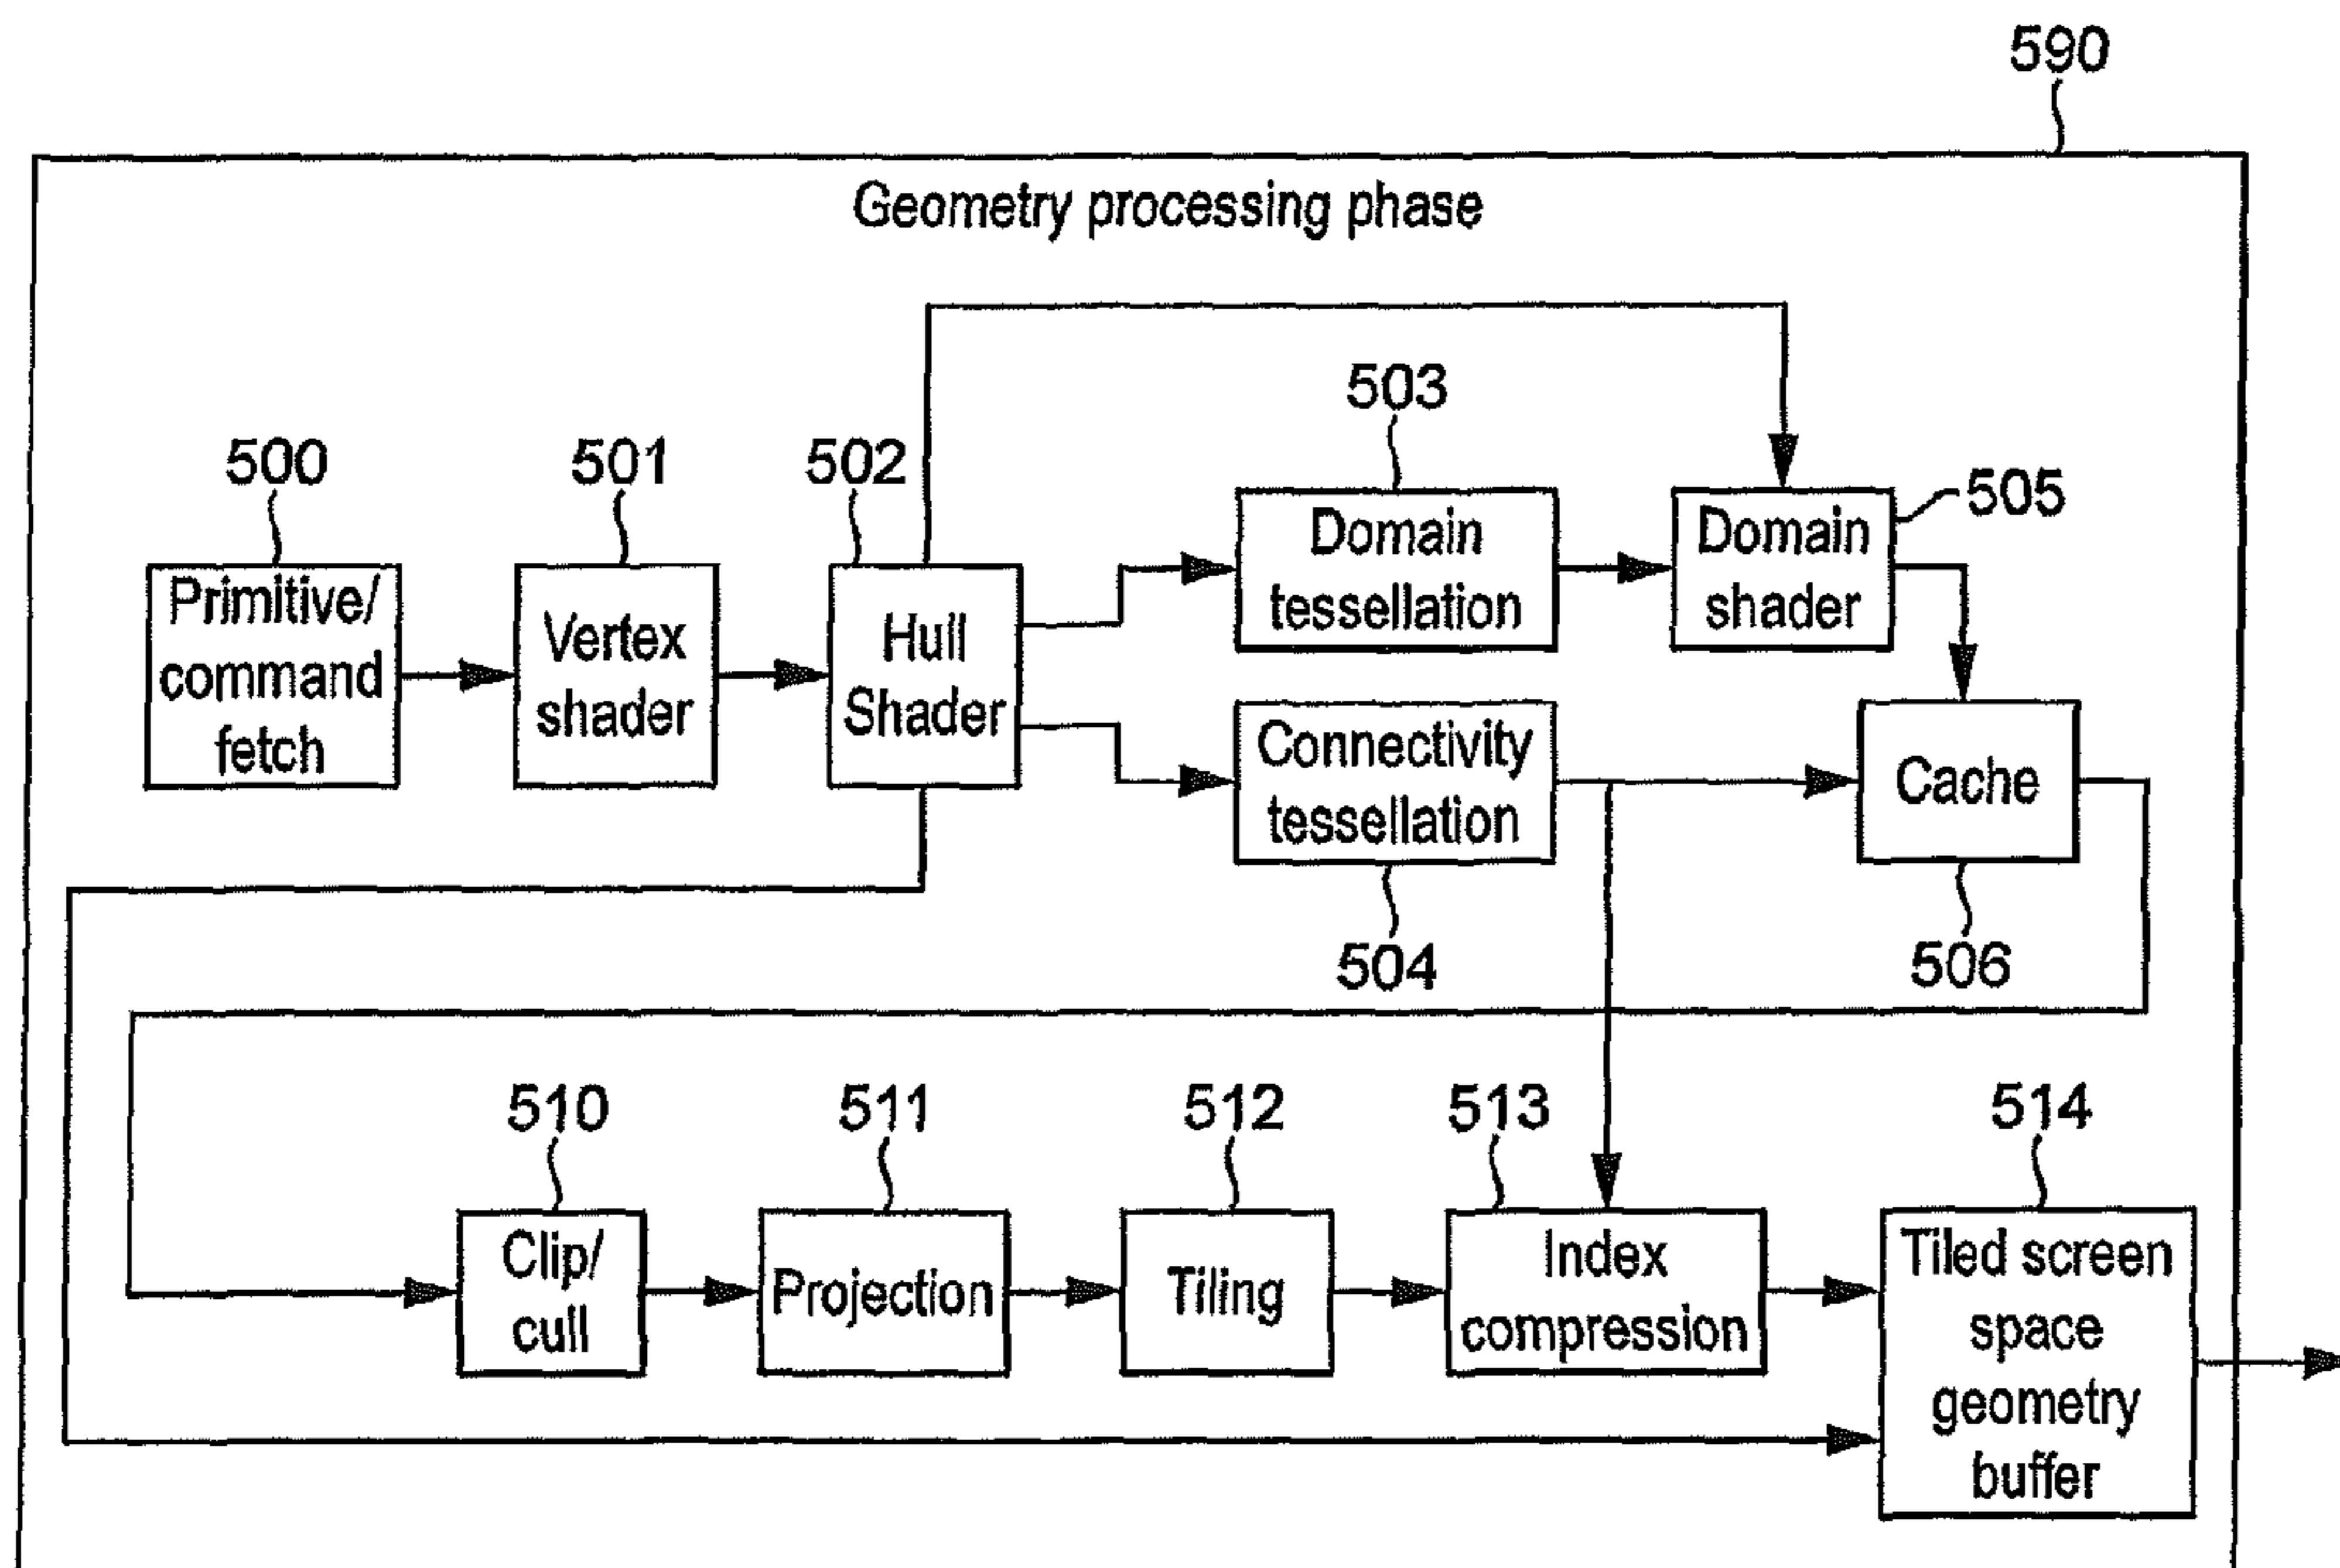 590
Geometry processing phase
503
500
501
502
505
Domain
tessellation
Domain
shader
Primitive/
command
fetch
Vertex
shader
Hull
Shader
Connectivity
tessellation
Cache
504
506
510
511
512
513
514
Clip/
cull
Projection
Tiling
Index
compression
Tiled screen
space
geometry
buffer